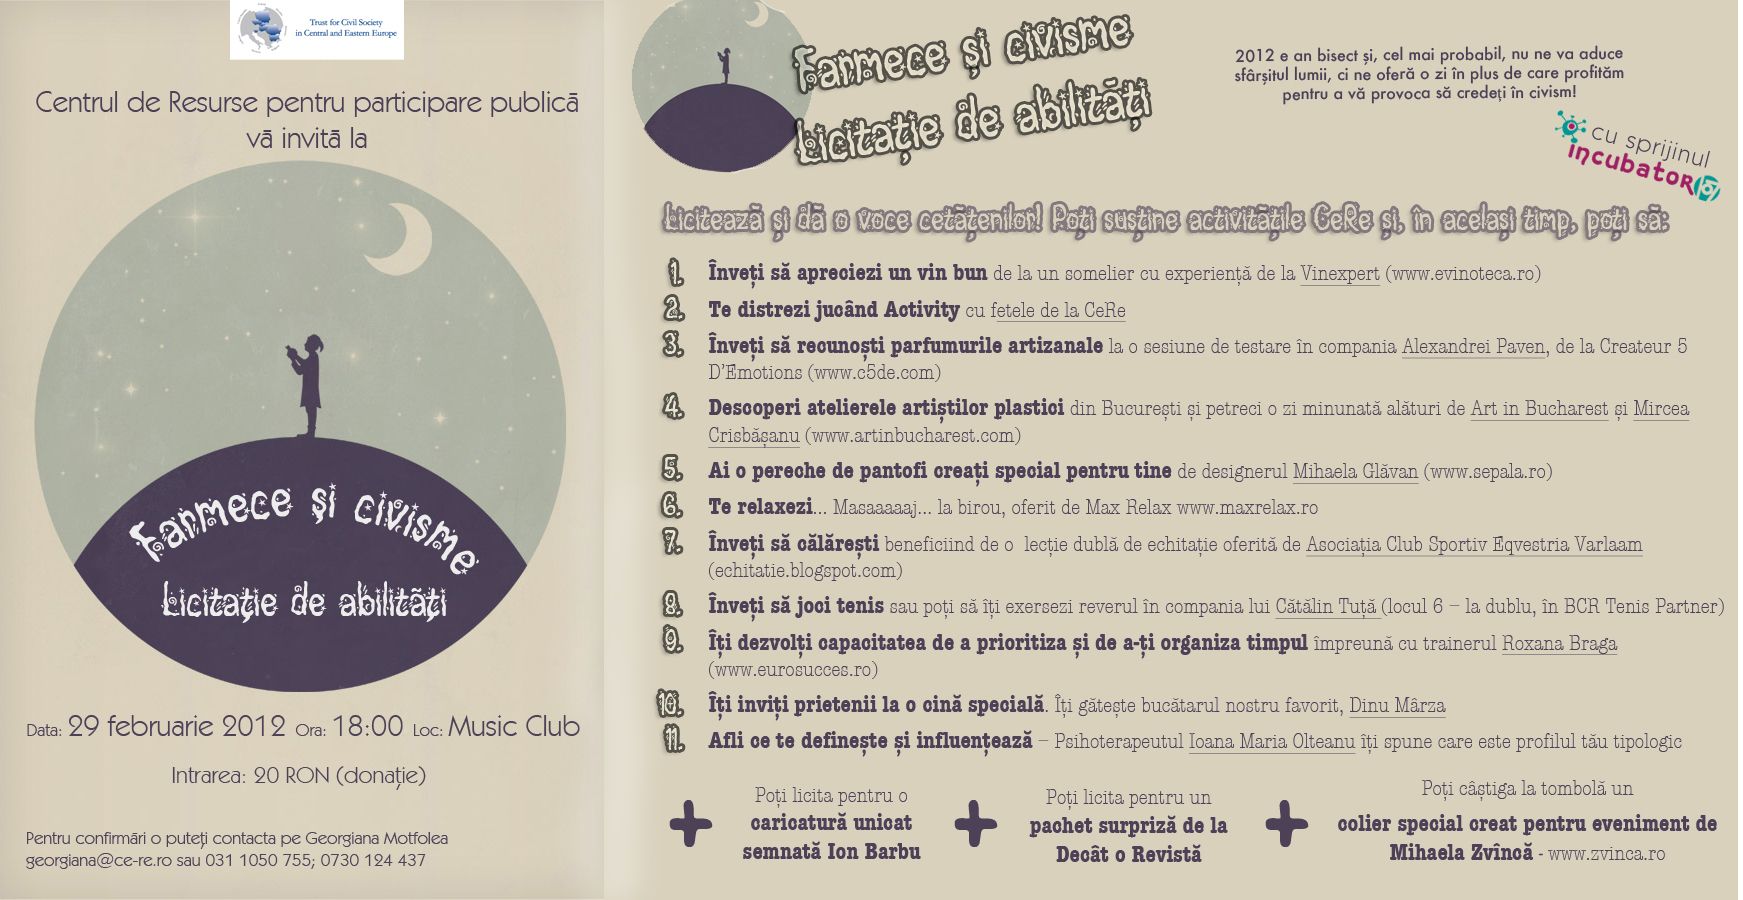 Trust for Civil Society
in Central and Eastern Europe
Centrul de Resurse pentru participare publică
vă invită la
Farmece și civisme
Licitație de abilități
Data: 29 februarie 2012 Ora: 18:00 Loc: Music Club
Intrarea: 20 RON (donație)
Pentru confirmări o puteți contacta pe Georgiana Motfolea
georgiana@ce-re.ro sau 031 1050 755; 0730 124 437
Farmece și civisme
Licitație de abilități
2012 e an bisect și, cel mai probabil, nu ne va aduce
sfârșitul lumii, ci ne oferă o zi în plus de care profităm
pentru a vă provoca să credeți în civism!
cu sprijinul
incubator107
Licitează și dă o voce cetățenilor! Poți susține activitățile CeRe și, în același timp, poți să:
1. Înveți să apreciezi un vin bun de la un somelier cu experiență de la Vinexpert (www.evinoteca.ro)
2. Te distrezi jucând Activity cu fetele de la CeRe
3. Înveți să recunoști parfumurile artizanale la o sesiune de testare în compania Alexandrei Paven, de la Createur 5
D'Emotions (www.c5de.com)
4. Descoperi atelierele artiștilor plastici din București și petreci o zi minunată alături de Art in Bucharest și Mircea
Crisbășanu (www.artinbucharest.com)
5. Ai o pereche de pantofi creați special pentru tine de designerul Mihaela Glăvan (www.sepala.ro)
6. Te relaxezi... Masaaaaaj... la birou, oferit de Max Relax www.maxrelax.ro
7. Înveți să călărești beneficiind de o lecție dublă de echitație oferită de Asociația Club Sportiv Eqvestria Varlaam
(echitatie.blogspot.com)
8. Înveți să joci tenis sau poți să îți exersezi reverul în compania lui Cătălin Tuță (locul 6 – la dublu, în BCR Tenis Partner)
9. Îți dezvolți capacitatea de a prioritiza și de a-ți organiza timpul împreună cu trainerul Roxana Braga
(www.eurosucces.ro)
10. Îți inviți prietenii la o cină specială. Îți gătește bucătarul nostru favorit, Dinu Mârza
11. Afli ce te definește și influențează – Psihoterapeutul Ioana Maria Olteanu îți spune care este profilul tău tipologic
+ Poți licita pentru o
caricatură unicat
semnată Ion Barbu
+ Poți licita pentru un
pachet surpriză de la
Decât o Revistă
+ Poți câștiga la tombolă un
colier special creat pentru eveniment de
Mihaela Zvîncă - www.zvinca.ro